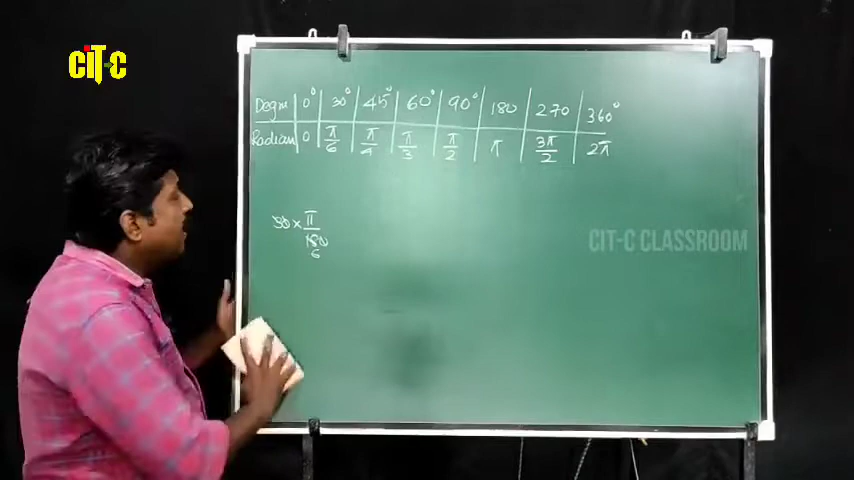 CiT-C
Degree 0° 30° 45° 60° 90° 180 270 360°
Radian 0 π/6 π/4 π/3 π/2 π 3π/2 2π
30 × π/180
6
CIT-C CLASSROOM